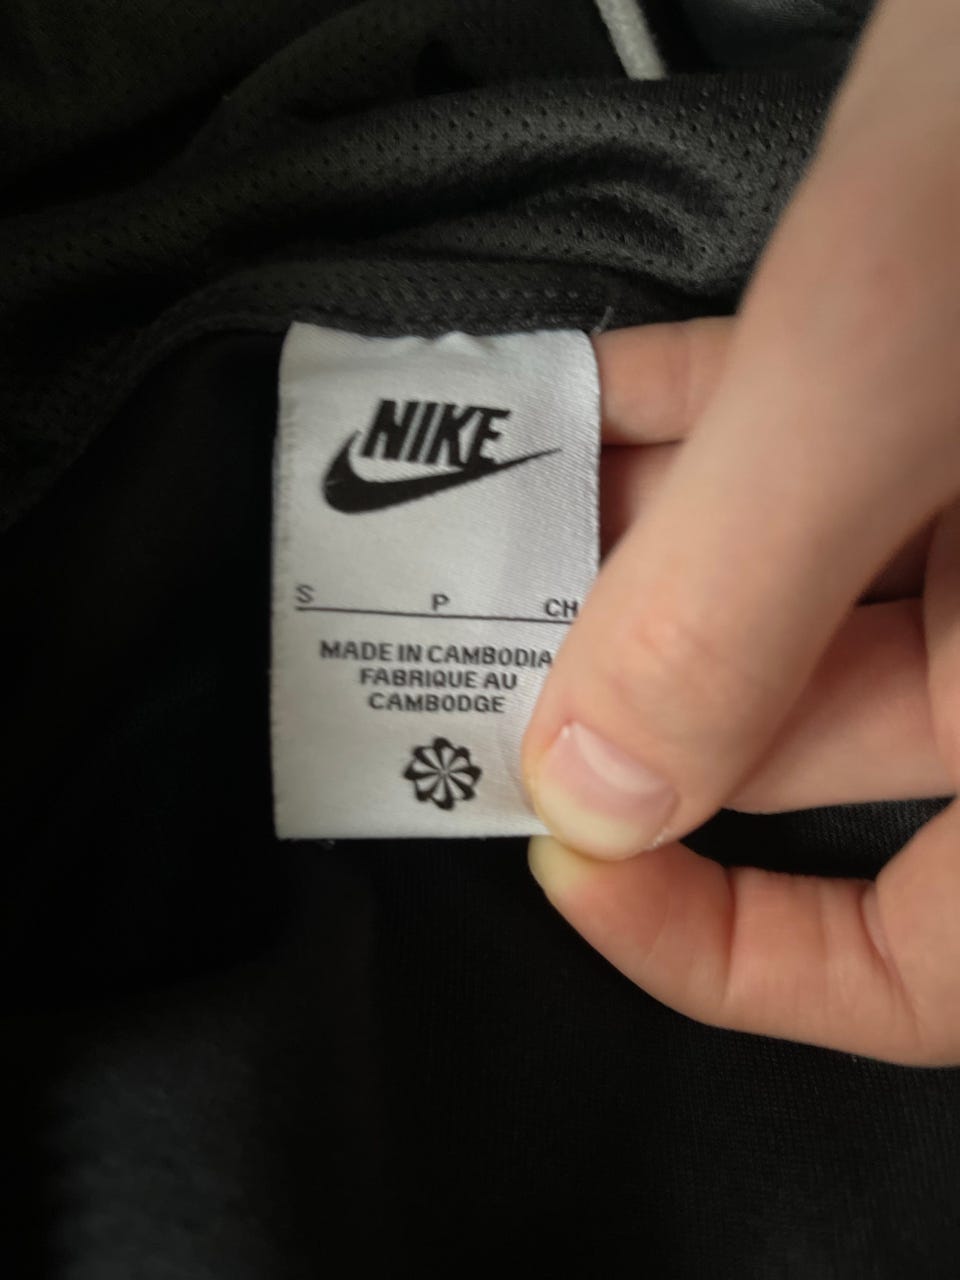 NIKE
S P CH
MADE IN CAMBODIA
FABRIQUE AU
CAMBODGE